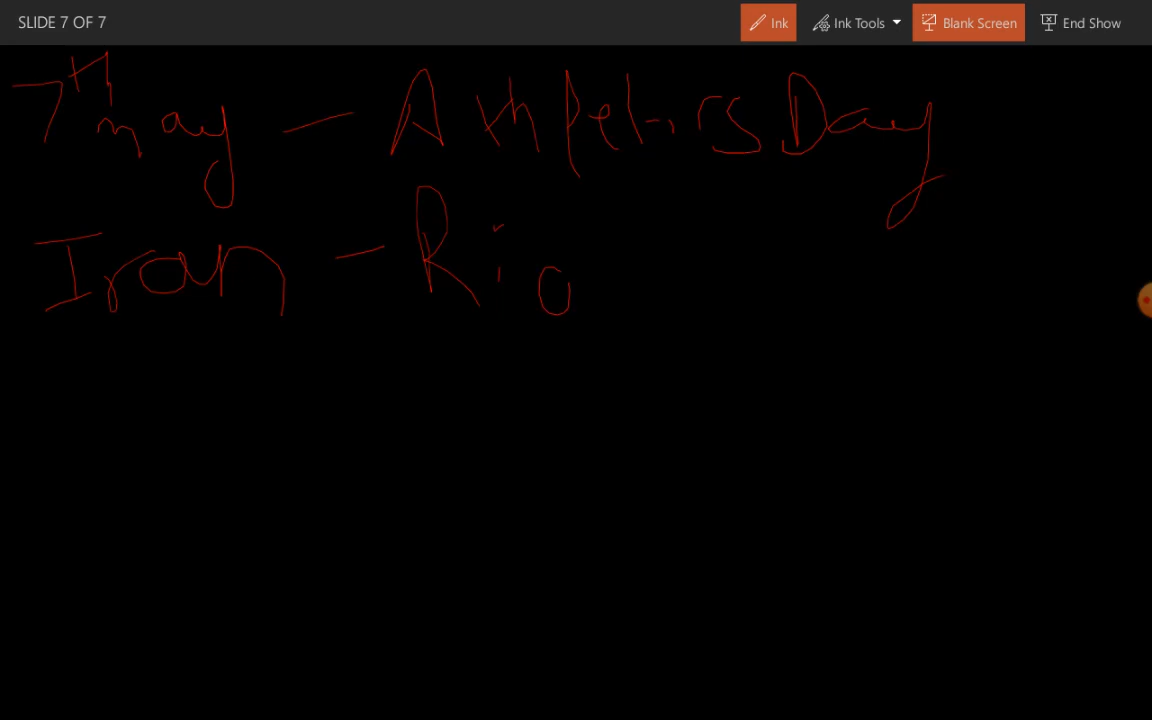 SLIDE 7 OF 7 Ink Ink Tools Blank Screen End Show
7th may - Athletics Day
Iran - Rio